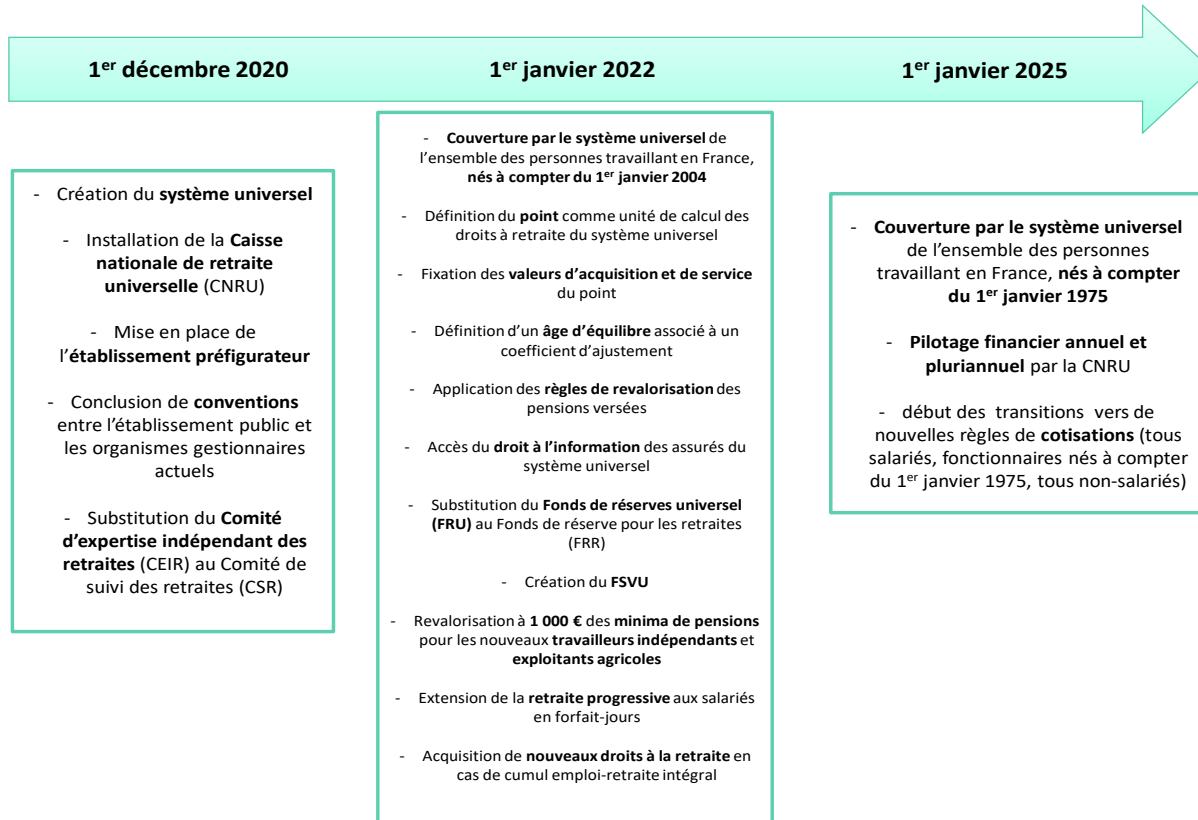 1er décembre 2020
1er janvier 2022
1er janvier 2025
- Création du système universel
- Installation de la Caisse
nationale de retraite
universelle (CNRU)
- Mise en place de
l’établissement préfigurateur
- Conclusion de conventions
entre l’établissement public et
les organismes gestionnaires
actuels
- Substitution du Comité
d’expertise indépendant des
retraites (CEIR) au Comité de
suivi des retraites (CSR)
- Couverture par le système universel de
l’ensemble des personnes travaillant en France,
nés à compter du 1er janvier 2004
- Définition du point comme unité de calcul des
droits à retraite du système universel
- Fixation des valeurs d’acquisition et de service
du point
- Définition d’un âge d’équilibre associé à un
coefficient d’ajustement
- Application des règles de revalorisation des
pensions versées
- Accès du droit à l’information des assurés du
système universel
- Substitution du Fonds de réserves universel
(FRU) au Fonds de réserve pour les retraites
(FRR)
- Création du FSVU
- Revalorisation à 1 000 € des minima de pensions
pour les nouveaux travailleurs indépendants et
exploitants agricoles
- Extension de la retraite progressive aux salariés
en forfait-jours
- Acquisition de nouveaux droits à la retraite en
cas de cumul emploi-retraite intégral
- Couverture par le système universel
de l’ensemble des personnes
travaillant en France, nés à compter
du 1er janvier 1975
- Pilotage financier annuel et
pluriannuel par la CNRU
- début des transitions vers de
nouvelles règles de cotisations (tous
salariés, fonctionnaires nés à compter
du 1er janvier 1975, tous non-salariés)